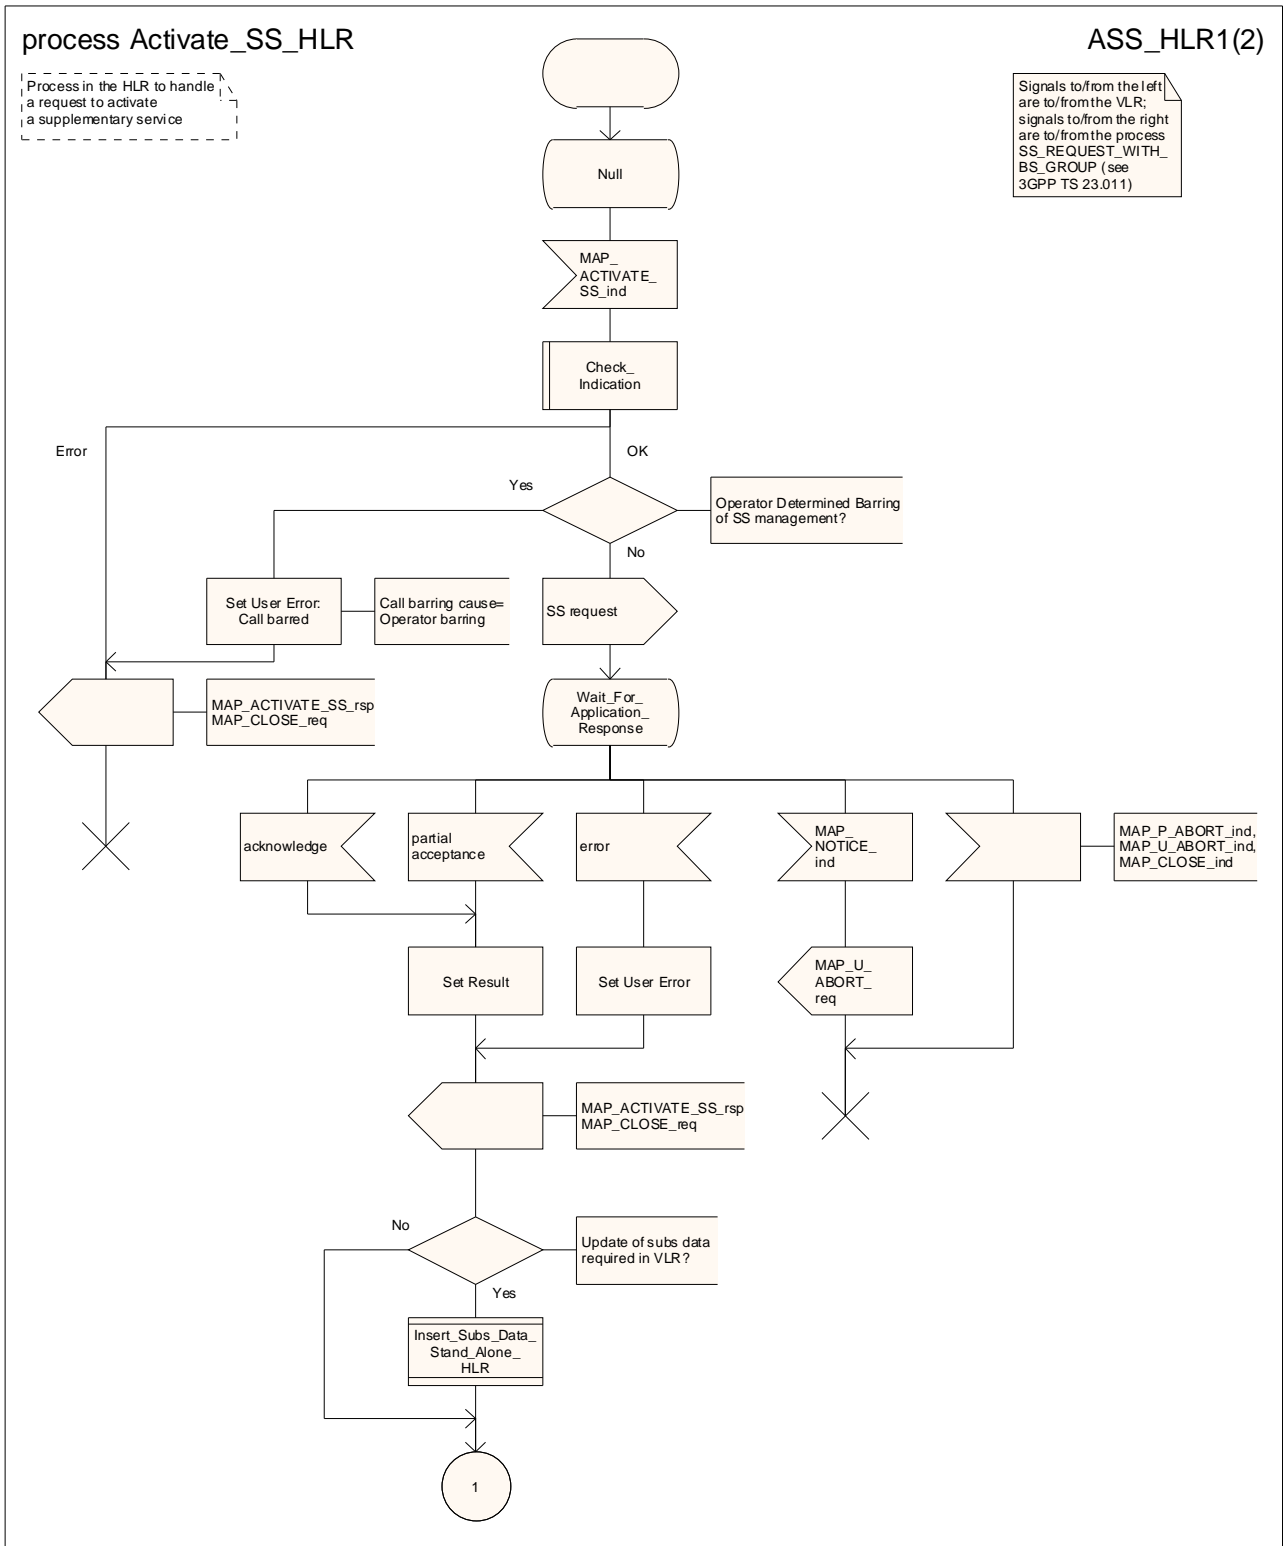 process Activate_SS_HLR
ASS_HLR1(2)
Process in the HLR to handle
a request to activate
a supplementary service
Signals to/from the left
are to/from the VLR;
signals to/from the right
are to/from the process
SS_REQUEST_WITH_
BS_GROUP (see
3GPP TS 23.011)
Null
MAP_
ACTIVATE_
SS_ind
Check_
Indication
Error
OK
Yes
Operator Determined Barring
of SS management?
No
Set User Error:
Call barred
Call barring cause=
Operator barring
SS request
MAP_ACTIVATE_SS_rsp
MAP_CLOSE_req
Wait_For_
Application_
Response
acknowledge
partial
acceptance
error
MAP_
NOTICE_
ind
MAP_P_ABORT_ind,
MAP_U_ABORT_ind,
MAP_CLOSE_ind
Set Result
Set User Error
MAP_U_
ABORT_
req
MAP_ACTIVATE_SS_rsp
MAP_CLOSE_req
No
Update of subs data
required in VLR?
Yes
Insert_Subs_Data_
Stand_Alone_
HLR
1